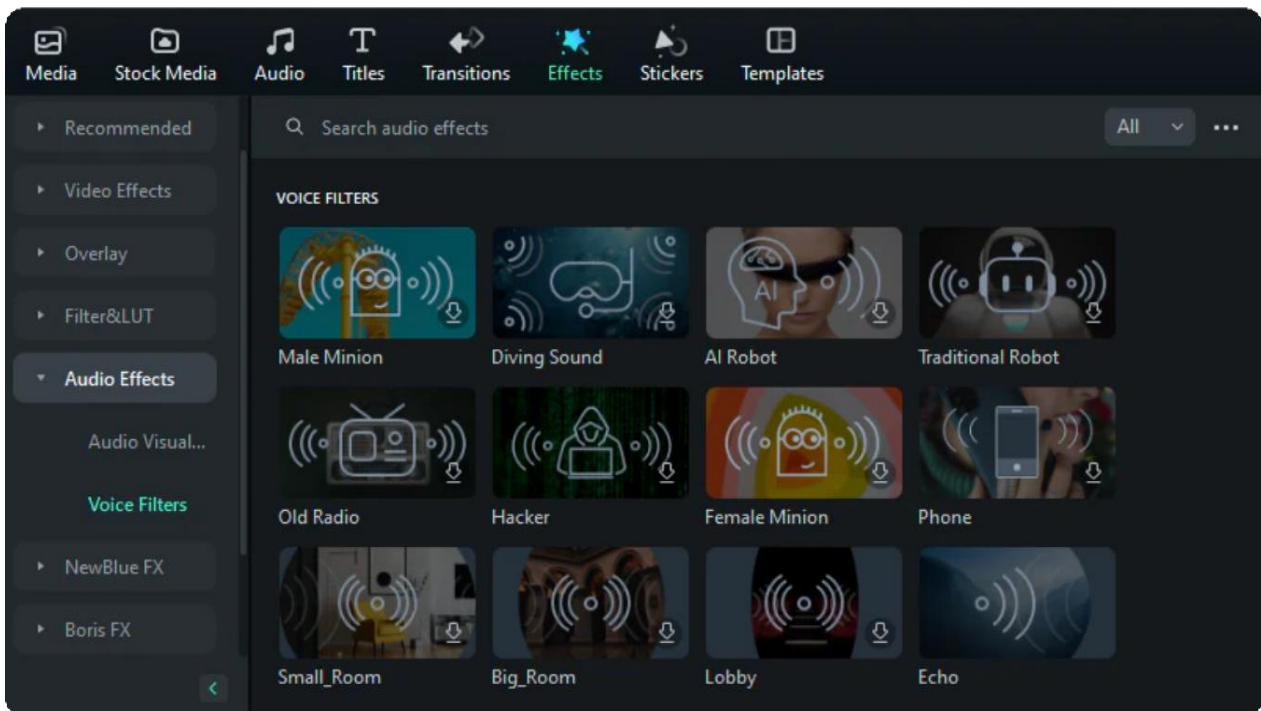 Media Stock Media Audio Titles Transitions Effects Stickers Templates
Recommended
Video Effects
Overlay
Filter&LUT
Audio Effects
Audio Visual...
Voice Filters
NewBlue FX
Boris FX
Search audio effects
All
VOICE FILTERS
Male Minion Diving Sound AI Robot Traditional Robot
AI
Old Radio Hacker Female Minion Phone
Small_Room Big_Room Lobby Echo